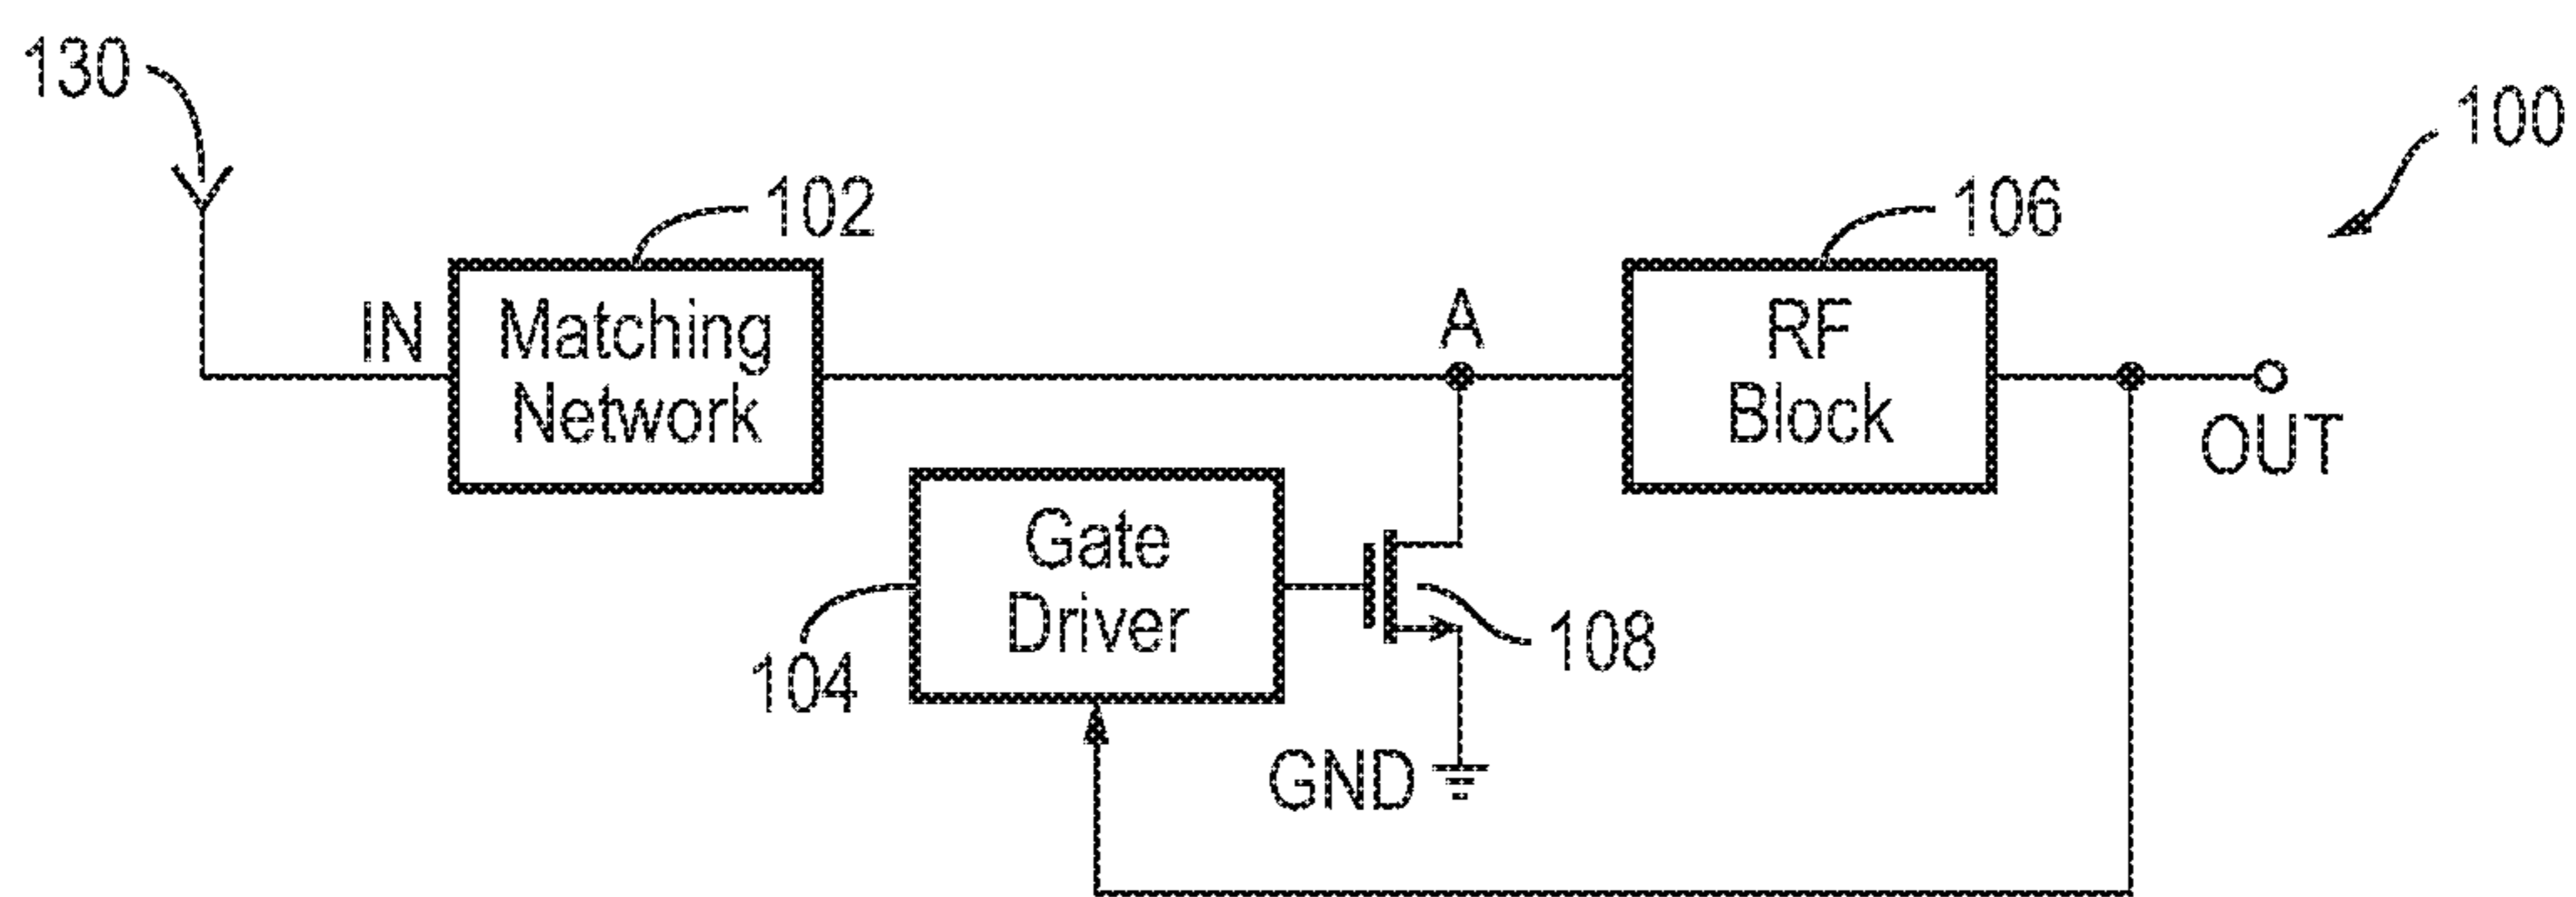 130
100
102
106
IN
Matching
Network
A
RF
Block
OUT
Gate
Driver
104
108
GND